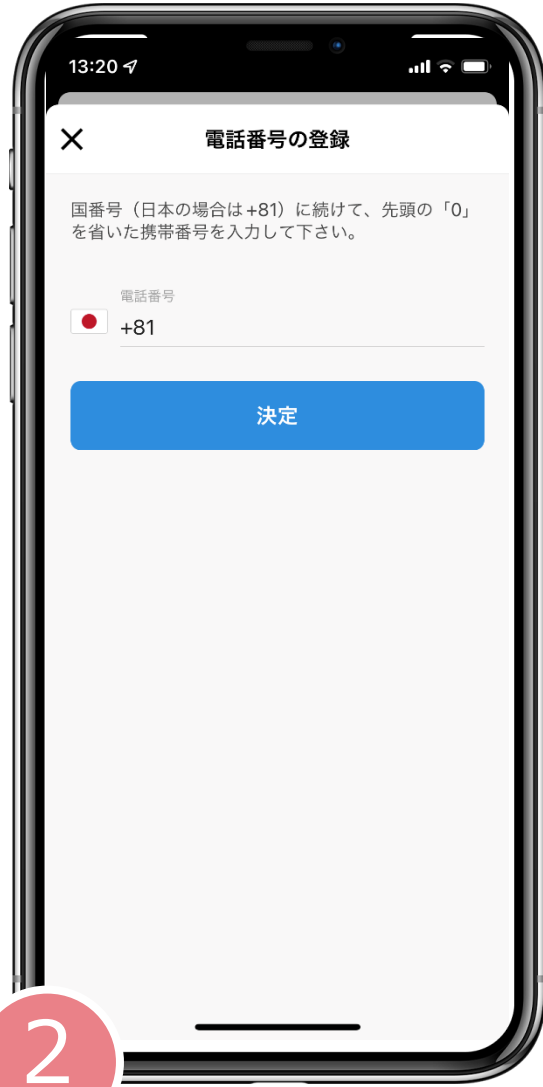 13:20
電話番号の登録
国番号（日本の場合は+81）に続けて、先頭の「0」
を省いた携帯番号を入力して下さい。
電話番号
+81
決定
2